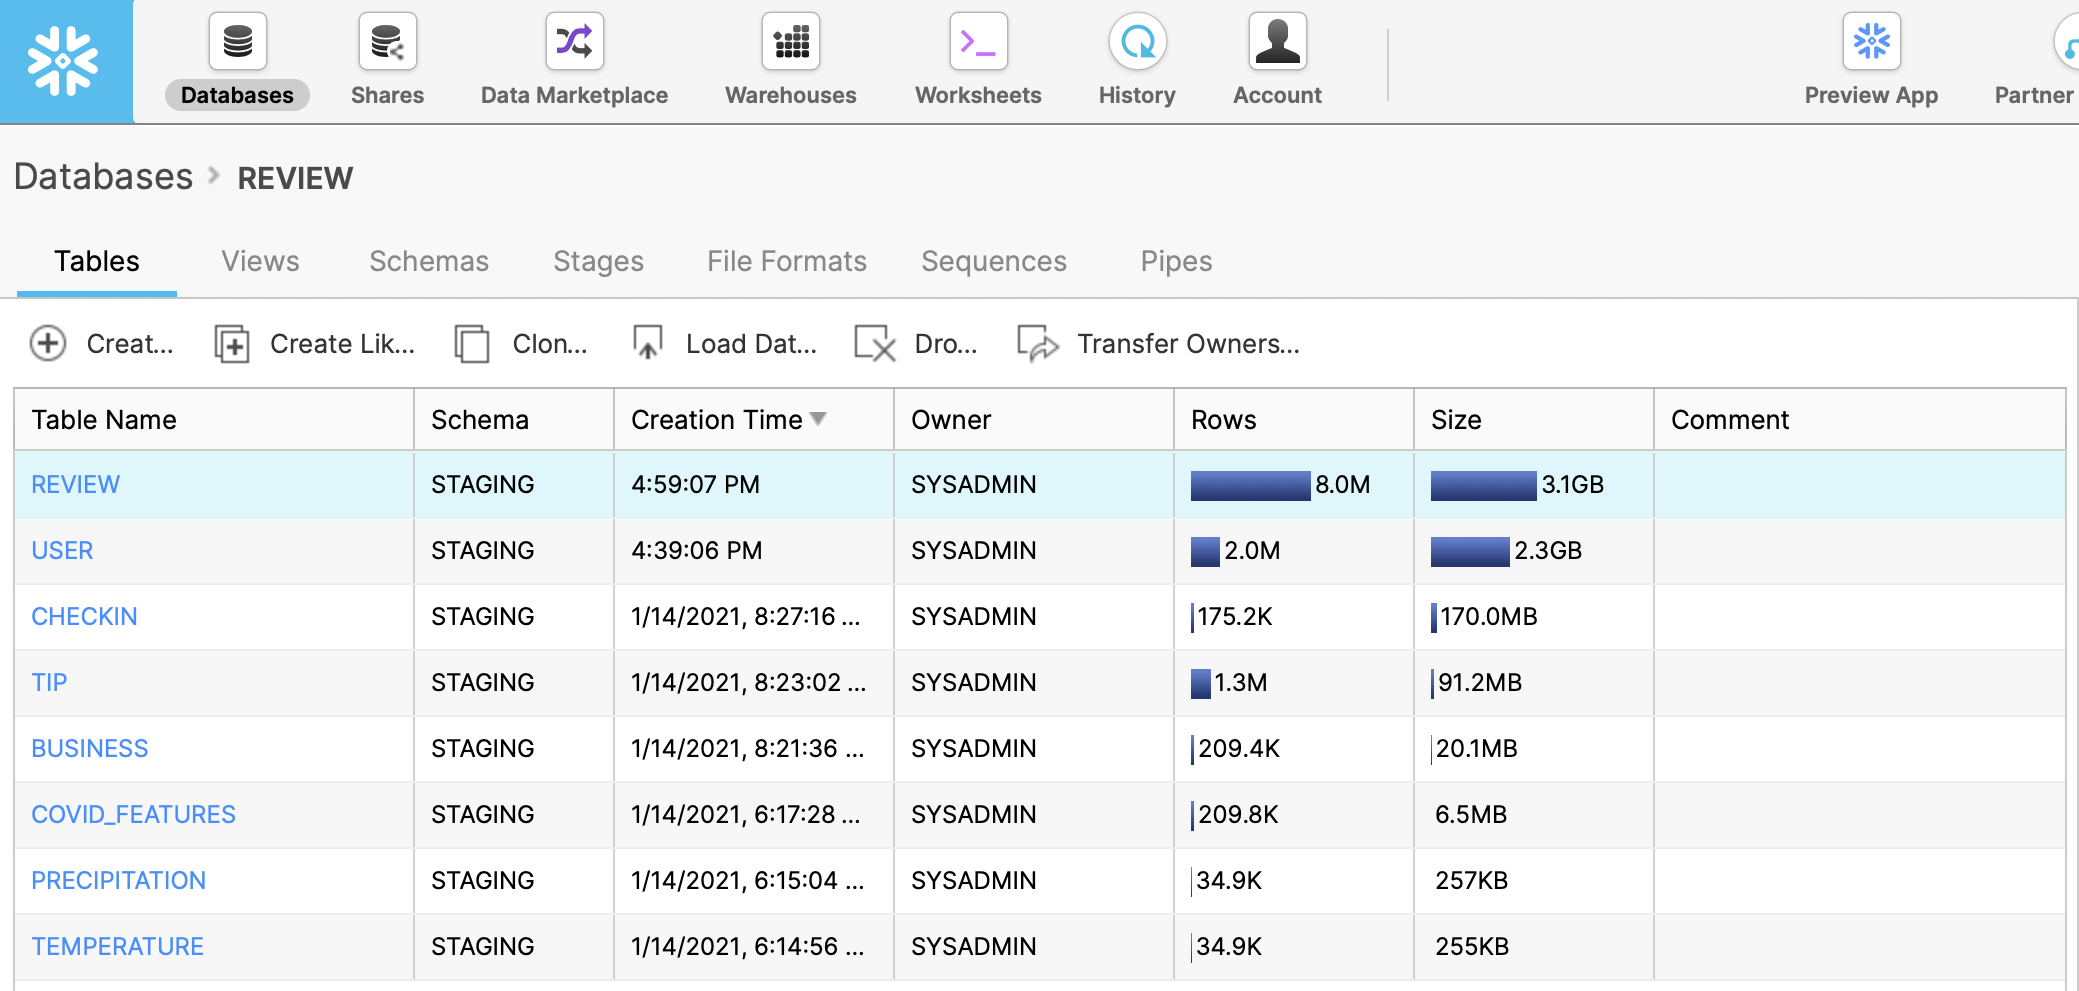 Databases Shares Data Marketplace Warehouses Worksheets History Account Preview App Partner
Databases REVIEW
Tables Views Schemas Stages File Formats Sequences Pipes
Creat... Create Lik... Clon... Load Dat... Dro... Transfer Owners...
Table Name Schema Creation Time Owner Rows Size Comment
REVIEW STAGING 4:59:07 PM SYSADMIN 8.0M 3.1GB
USER STAGING 4:39:06 PM SYSADMIN 2.0M 2.3GB
CHECKIN STAGING 1/14/2021, 8:27:16 ... SYSADMIN 175.2K 170.0MB
TIP STAGING 1/14/2021, 8:23:02 ... SYSADMIN 1.3M 91.2MB
BUSINESS STAGING 1/14/2021, 8:21:36 ... SYSADMIN 209.4K 20.1MB
COVID_FEATURES STAGING 1/14/2021, 6:17:28 ... SYSADMIN 209.8K 6.5MB
PRECIPITATION STAGING 1/14/2021, 6:15:04 ... SYSADMIN 34.9K 257KB
TEMPERATURE STAGING 1/14/2021, 6:14:56 ... SYSADMIN 34.9K 255KB